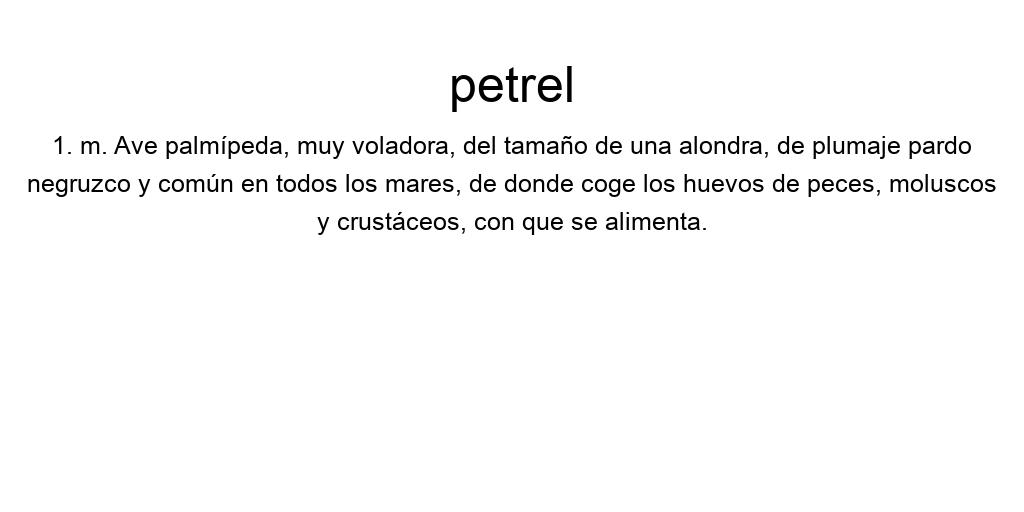 petrel
1. m. Ave palmípeda, muy voladora, del tamaño de una alondra, de plumaje pardo
negruzco y común en todos los mares, de donde coge los huevos de peces, moluscos
y crustáceos, con que se alimenta.